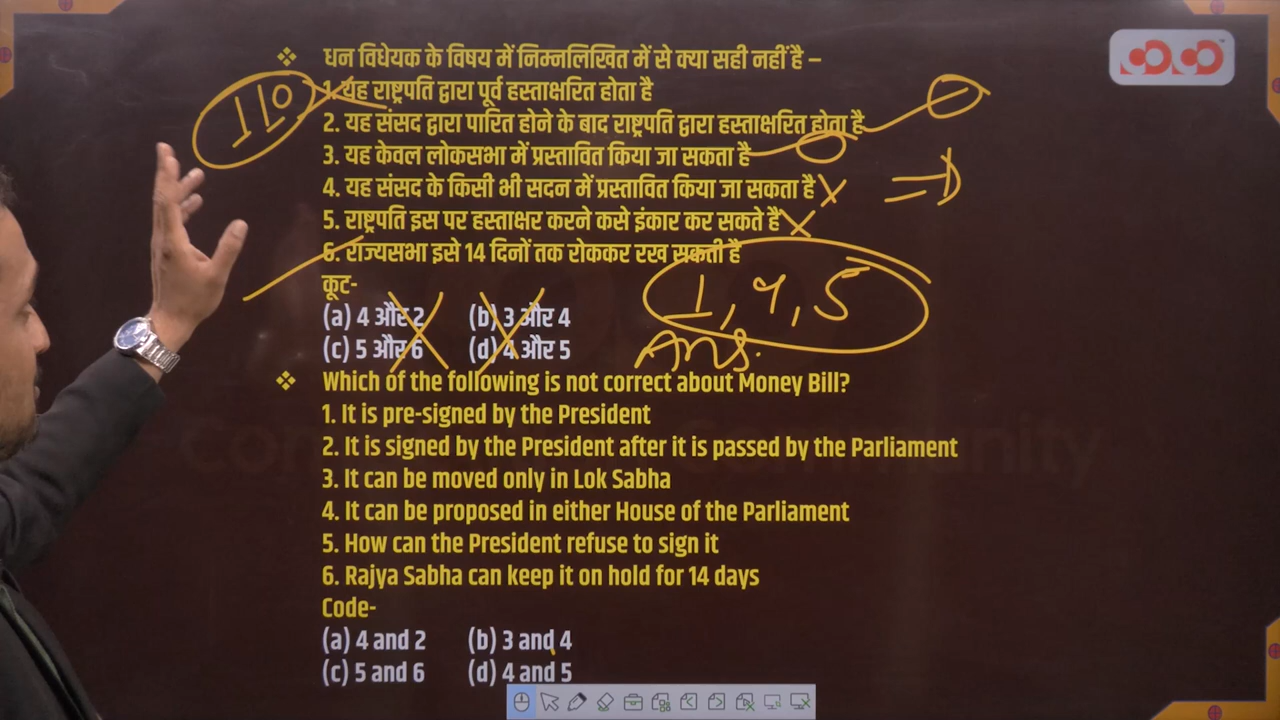 धन विधेयक के विषय में निम्नलिखित में से क्या सही नहीं है –
110
1. यह राष्ट्रपति द्वारा पूर्व हस्ताक्षरित होता है
2. यह संसद द्वारा पारित होने के बाद राष्ट्रपति द्वारा हस्ताक्षरित होता है
3. यह केवल लोकसभा में प्रस्तावित किया जा सकता है
4. यह संसद के किसी भी सदन में प्रस्तावित किया जा सकता है
5. राष्ट्रपति इस पर हस्ताक्षर करने कसे इंकार कर सकते है
6. राज्यसभा इसे 14 दिनों तक रोककर रख सकती है
कूट-
1, 4, 5
(a) 4 और 2 (b) 3 और 4
(c) 5 और 6 (d) 4 और 5
Ans.
Which of the following is not correct about Money Bill?
1. It is pre-signed by the President
2. It is signed by the President after it is passed by the Parliament
3. It can be moved only in Lok Sabha
4. It can be proposed in either House of the Parliament
5. How can the President refuse to sign it
6. Rajya Sabha can keep it on hold for 14 days
Code-
(a) 4 and 2 (b) 3 and 4
(c) 5 and 6 (d) 4 and 5